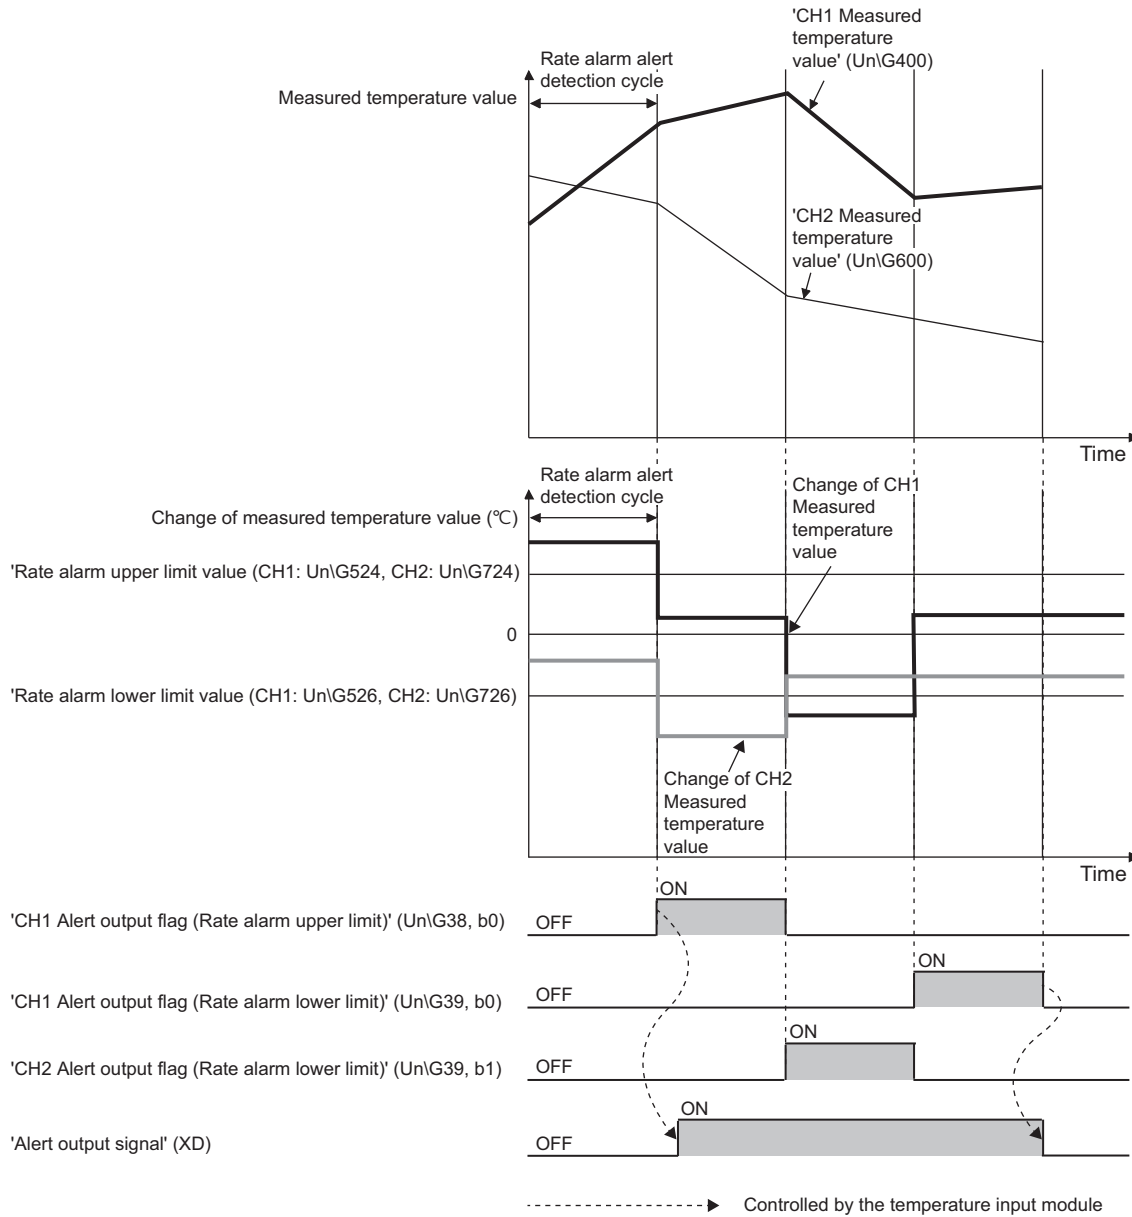 'CH1 Measured
temperature
value' (Un\G400)
Rate alarm alert
detection cycle
Measured temperature value
'CH2 Measured
temperature
value' (Un\G600)
Time
Rate alarm alert
detection cycle
Change of CH1
Measured
temperature
value
Change of measured temperature value (℃)
'Rate alarm upper limit value (CH1: Un\G524, CH2: Un\G724)
0
'Rate alarm lower limit value (CH1: Un\G526, CH2: Un\G726)
Change of CH2
Measured
temperature
value
Time
ON
'CH1 Alert output flag (Rate alarm upper limit)' (Un\G38, b0)
OFF
ON
'CH1 Alert output flag (Rate alarm lower limit)' (Un\G39, b0)
OFF
ON
'CH2 Alert output flag (Rate alarm lower limit)' (Un\G39, b1)
OFF
ON
'Alert output signal' (XD)
OFF
Controlled by the temperature input module